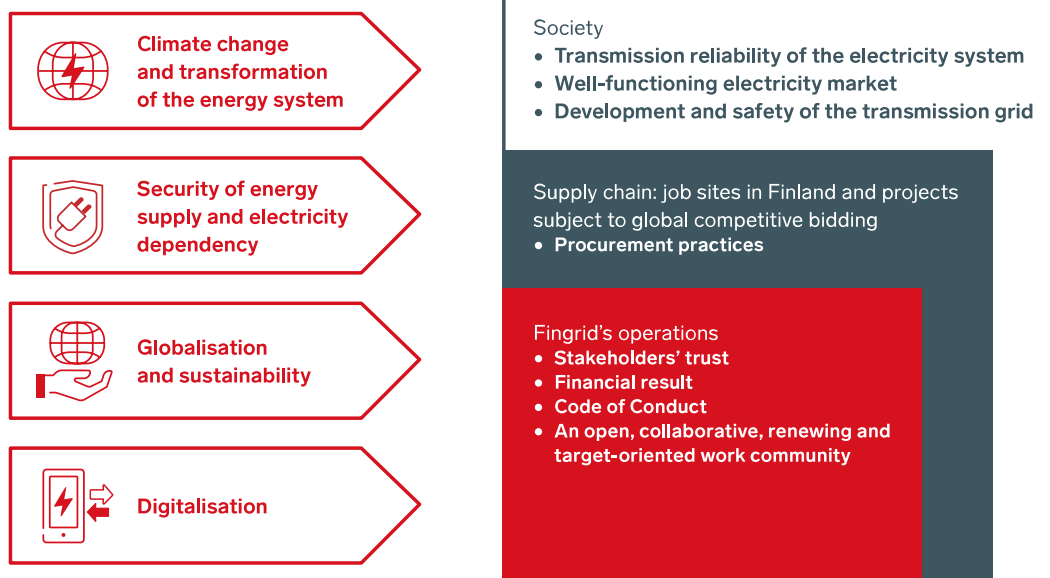 Climate change
and transformation
of the energy system
Security of energy
supply and electricity
dependency
Globalisation
and sustainability
Digitalisation
Society
• Transmission reliability of the electricity system
• Well-functioning electricity market
• Development and safety of the transmission grid
Supply chain: job sites in Finland and projects
subject to global competitive bidding
• Procurement practices
Fingrid’s operations
• Stakeholders’ trust
• Financial result
• Code of Conduct
• An open, collaborative, renewing and
target-oriented work community